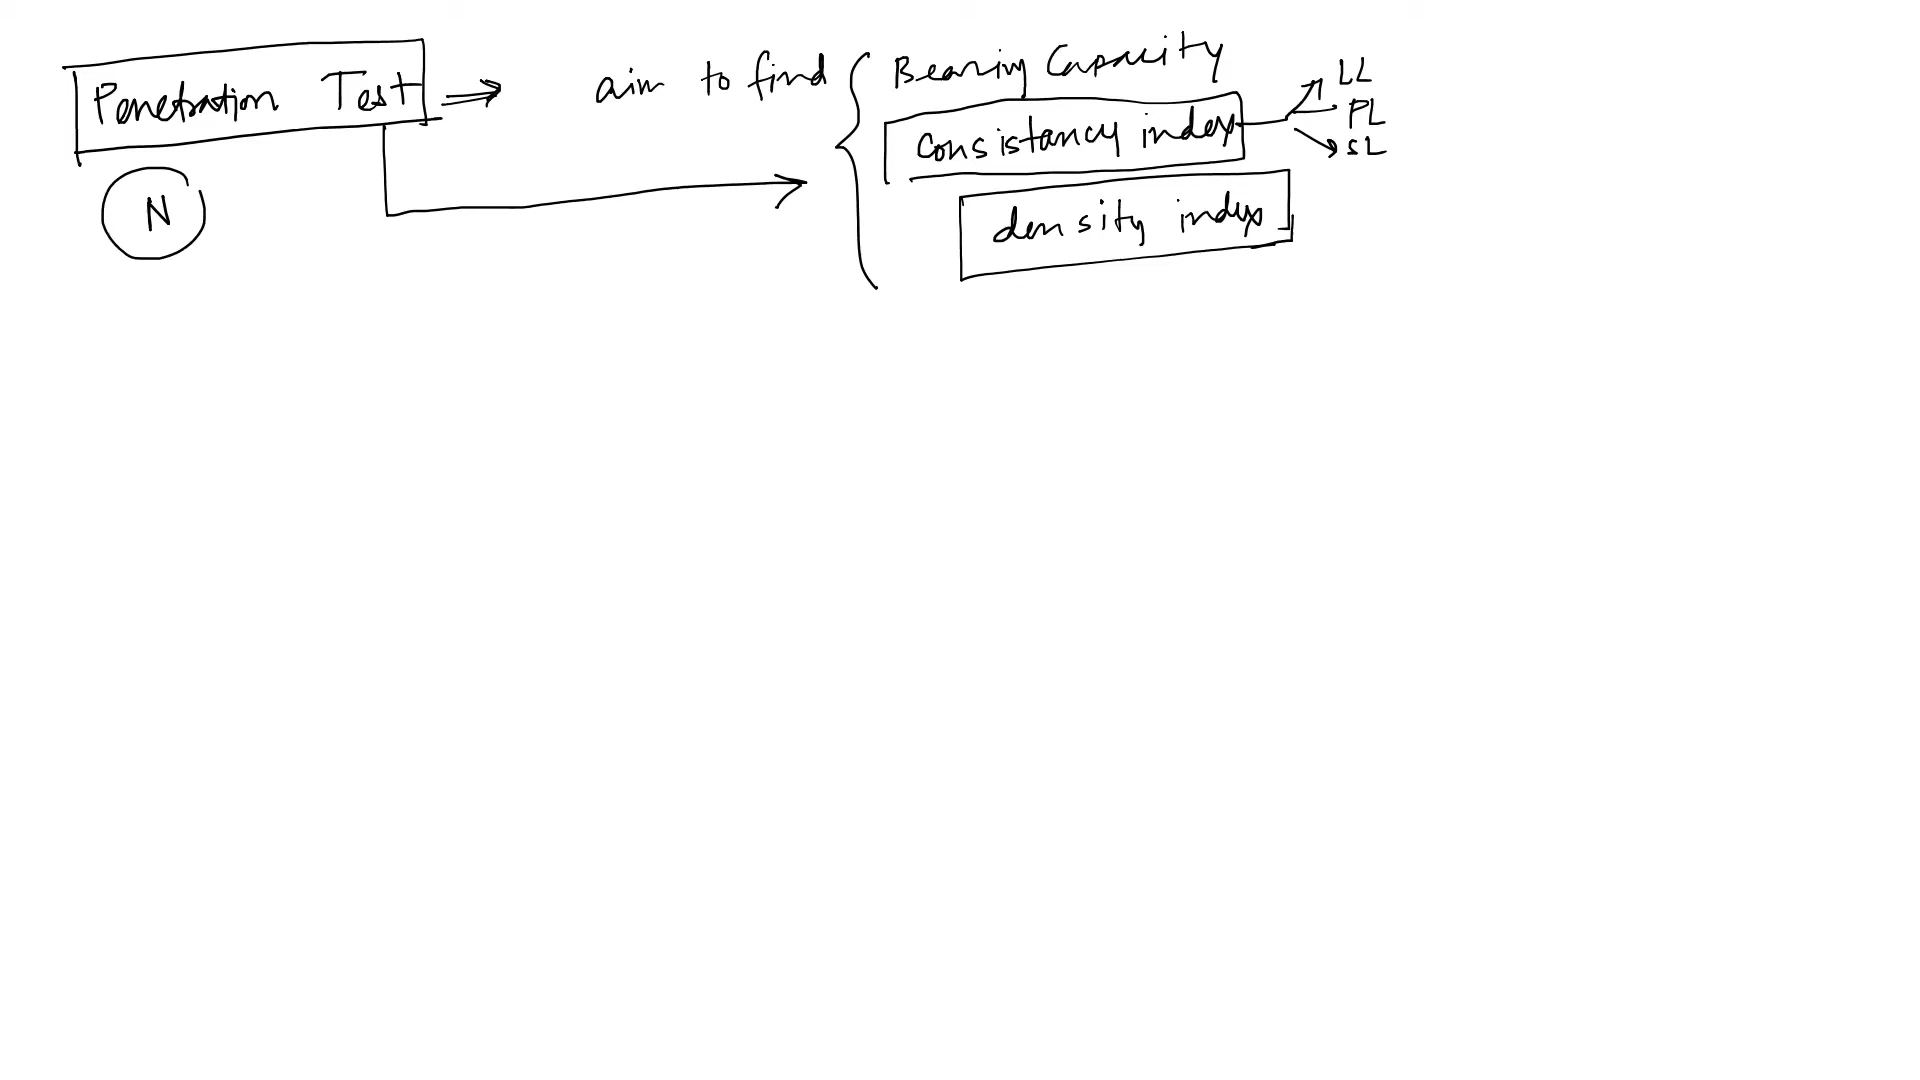 Penetration Test ⇒ aim to find { Bearing Capacity
Consistancy index → LL
PL
SL
density index
N